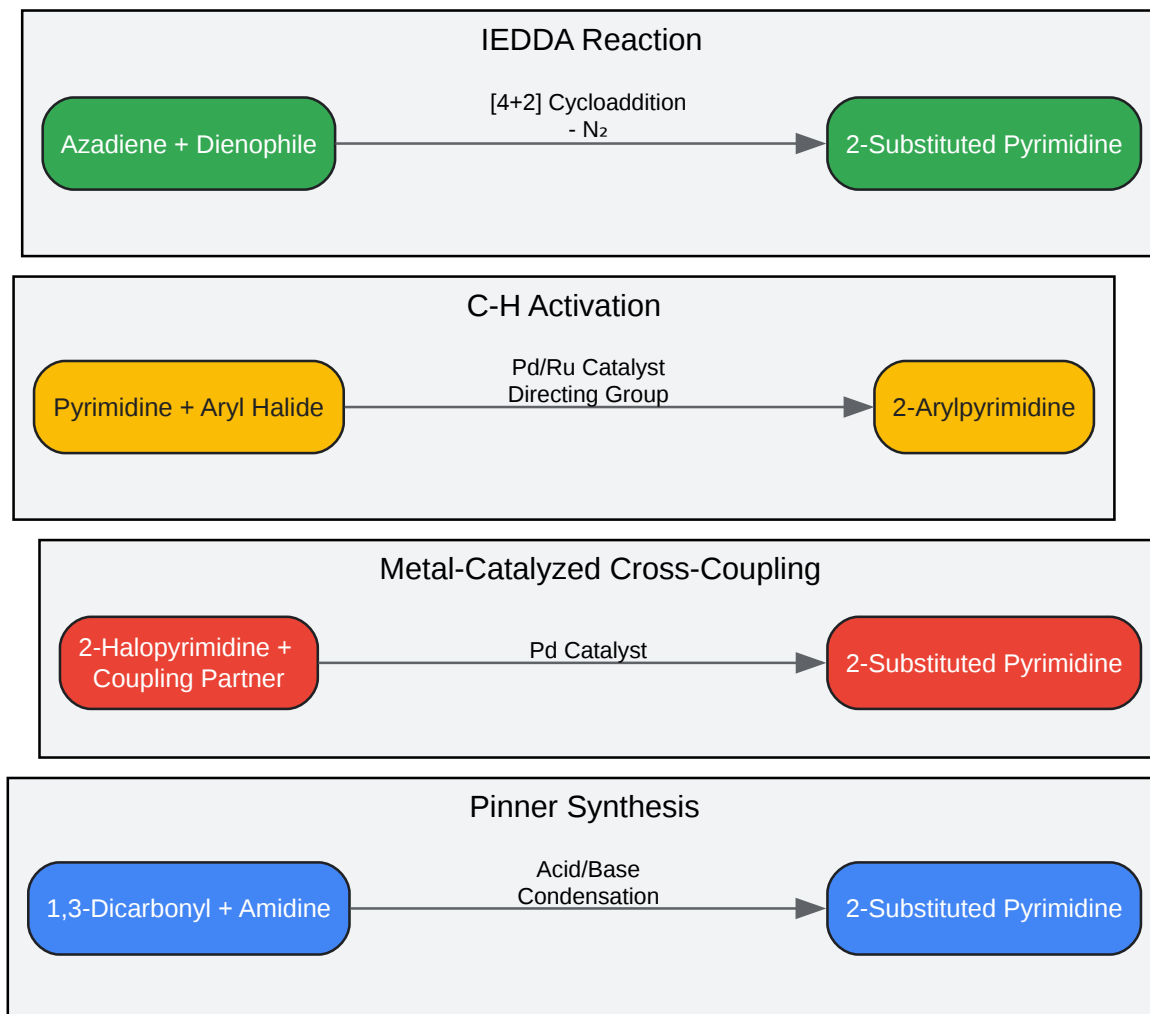 IEDDA Reaction
[4+2] Cycloaddition
- N₂
Azadiene + Dienophile
2-Substituted Pyrimidine
C-H Activation
Pd/Ru Catalyst
Directing Group
Pyrimidine + Aryl Halide
2-Arylpyrimidine
Metal-Catalyzed Cross-Coupling
2-Halopyrimidine +
Coupling Partner
Pd Catalyst
2-Substituted Pyrimidine
Pinner Synthesis
Acid/Base
Condensation
1,3-Dicarbonyl + Amidine
2-Substituted Pyrimidine